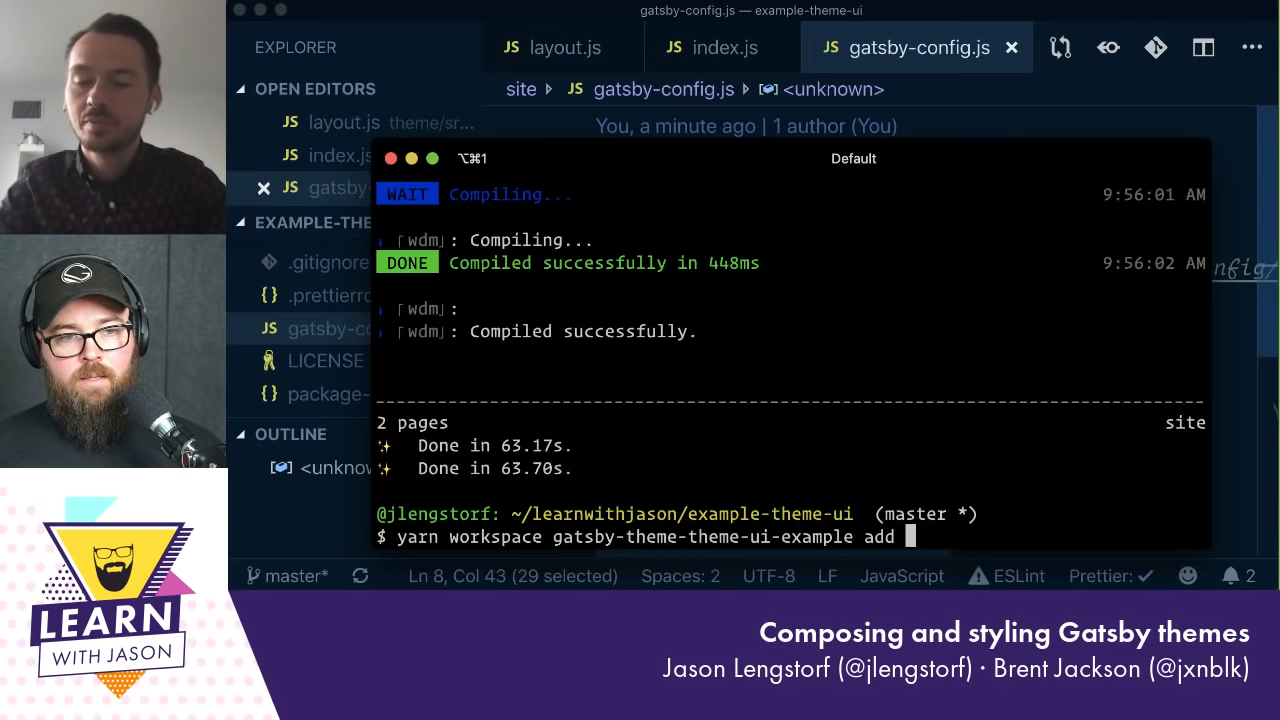 gatsby-config.js — example-theme-ui
EXPLORER
JS layout.js
JS index.js
JS gatsby-config.js ×
OPEN EDITORS
site
JS gatsby-config.js
<unknown>
JS layout.js theme/sr...
You, a minute ago | 1 author (You)
JS index.js
× JS gatsby-
EXAMPLE-THE
.gitignore
{} .prettierrc
JS gatsby-co
LICENSE
{} package-
OUTLINE
<unknow
⌥⌘1
Default
WAIT Compiling... 9:56:01 AM
｢wdm｣: Compiling...
DONE Compiled successfully in 448ms 9:56:02 AM
nfig/
｢wdm｣:
｢wdm｣: Compiled successfully.
2 pages site
✨ Done in 63.17s.
✨ Done in 63.70s.
@jlengstorf: ~/learnwithjason/example-theme-ui (master *)
$ yarn workspace gatsby-theme-theme-ui-example add
master* Ln 8, Col 43 (29 selected) Spaces: 2 UTF-8 LF JavaScript ESLint Prettier: ✓ 2
LEARN
WITH JASON
Composing and styling Gatsby themes
Jason Lengstorf (@jlengstorf) · Brent Jackson (@jxnblk)